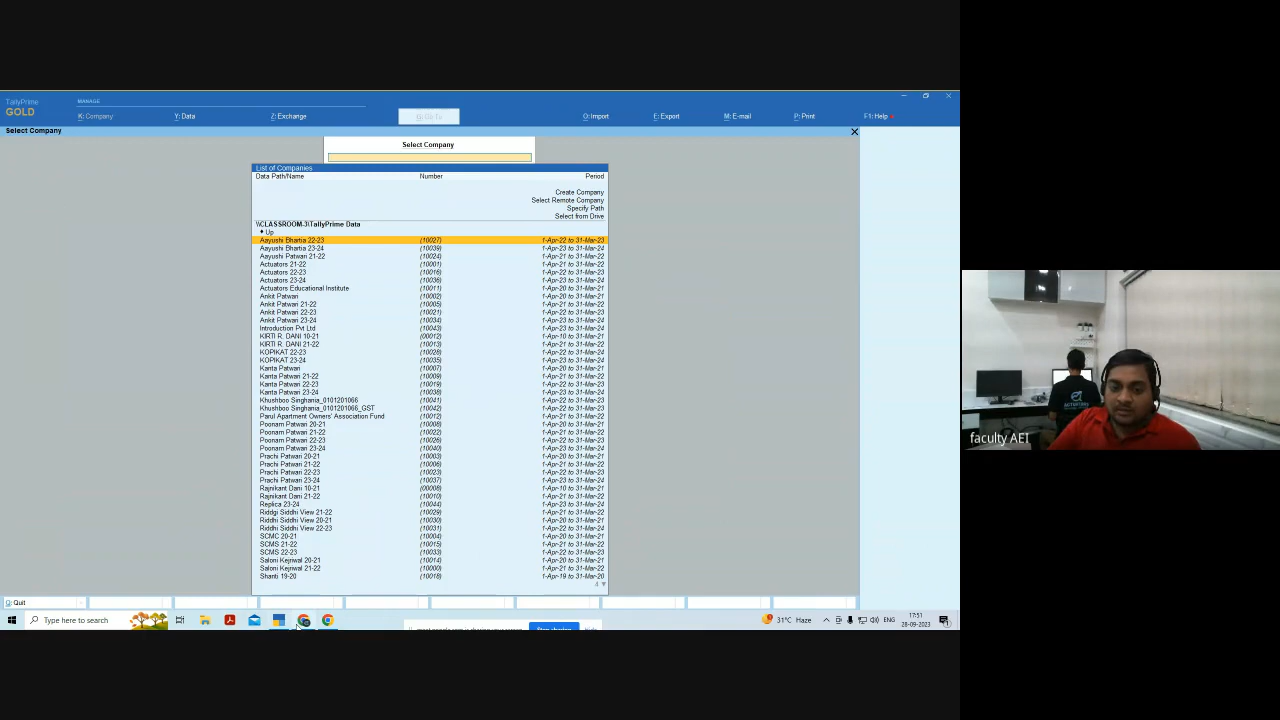 TallyPrime
GOLD
MANAGE
K: Company
Y: Data
Z: Exchange
G: Go To
O: Import
E: Export
M: E-mail
P: Print
F1: Help
Select Company
Select Company
List of Companies
Data Path/Name Number Period
Create Company
Select Remote Company
Specify Path
Select from Drive
\\CLASSROOM-3\TallyPrime Data
♦ Up
Aayushi Bhartia 22-23 (10027) 1-Apr-22 to 31-Mar-23
Aayushi Bhartia 23-24 (10039) 1-Apr-23 to 31-Mar-24
Aayushi Patwari 21-22 (10024) 1-Apr-21 to 31-Mar-22
Actuators 21-22 (10001) 1-Apr-21 to 31-Mar-22
Actuators 22-23 (10016) 1-Apr-22 to 31-Mar-23
Actuators 23-24 (10036) 1-Apr-23 to 31-Mar-24
Actuators Educational Institute (10011) 1-Apr-20 to 31-Mar-21
Ankit Patwari (10002) 1-Apr-20 to 31-Mar-21
Ankit Patwari 21-22 (10005) 1-Apr-21 to 31-Mar-22
Ankit Patwari 22-23 (10021) 1-Apr-22 to 31-Mar-23
Ankit Patwari 23-24 (10034) 1-Apr-23 to 31-Mar-24
Introduction Pvt Ltd (10043) 1-Apr-23 to 31-Mar-24
KIRTI R. DANI 10-21 (00012) 1-Apr-10 to 31-Mar-21
KIRTI R. DANI 21-22 (10013) 1-Apr-21 to 31-Mar-22
KOPIKAT 22-23 (10028) 1-Apr-22 to 31-Mar-23
KOPIKAT 23-24 (10035) 1-Apr-23 to 31-Mar-24
Kanta Patwari (10007) 1-Apr-20 to 31-Mar-21
Kanta Patwari 21-22 (10009) 1-Apr-21 to 31-Mar-22
Kanta Patwari 22-23 (10019) 1-Apr-22 to 31-Mar-23
Kanta Patwari 23-24 (10038) 1-Apr-23 to 31-Mar-24
Khushboo Singhania_0101201066 (10041) 1-Apr-22 to 31-Mar-23
Khushboo Singhania_0101201066_GST (10042) 1-Apr-22 to 31-Mar-23
Parul Apartment Owners' Association Fund (10012) 1-Apr-22 to 31-Mar-23
Poonam Patwari 20-21 (10008) 1-Apr-20 to 31-Mar-21
Poonam Patwari 21-22 (10022) 1-Apr-21 to 31-Mar-22
Poonam Patwari 22-23 (10026) 1-Apr-22 to 31-Mar-23
Poonam Patwari 23-24 (10040) 1-Apr-23 to 31-Mar-24
Prachi Patwari 20-21 (10003) 1-Apr-20 to 31-Mar-21
Prachi Patwari 21-22 (10006) 1-Apr-21 to 31-Mar-22
Prachi Patwari 22-23 (10023) 1-Apr-22 to 31-Mar-23
Prachi Patwari 23-24 (10037) 1-Apr-23 to 31-Mar-24
Rajnikant Dani 10-21 (00008) 1-Apr-10 to 31-Mar-21
Rajnikant Dani 21-22 (10010) 1-Apr-21 to 31-Mar-22
Replica 23-24 (10044) 1-Apr-23 to 31-Mar-24
Riddgi Siddhi View 21-22 (10029) 1-Apr-21 to 31-Mar-22
Riddhi Siddhi View 20-21 (10030) 1-Apr-20 to 31-Mar-21
Riddhi Siddhi View 22-23 (10031) 1-Apr-22 to 31-Mar-23
SCMC 20-21 (10004) 1-Apr-20 to 31-Mar-21
SCMS 21-22 (10015) 1-Apr-21 to 31-Mar-22
SCMS 22-23 (10033) 1-Apr-22 to 31-Mar-23
Saloni Kejriwal 20-21 (10014) 1-Apr-20 to 31-Mar-21
Saloni Kejriwal 21-22 (10000) 1-Apr-21 to 31-Mar-22
Shanti 19-20 (10018) 1-Apr-19 to 31-Mar-20
Q: Quit
Type here to search
31°C Haze
ENG
17:51
28-09-2023
faculty AEI